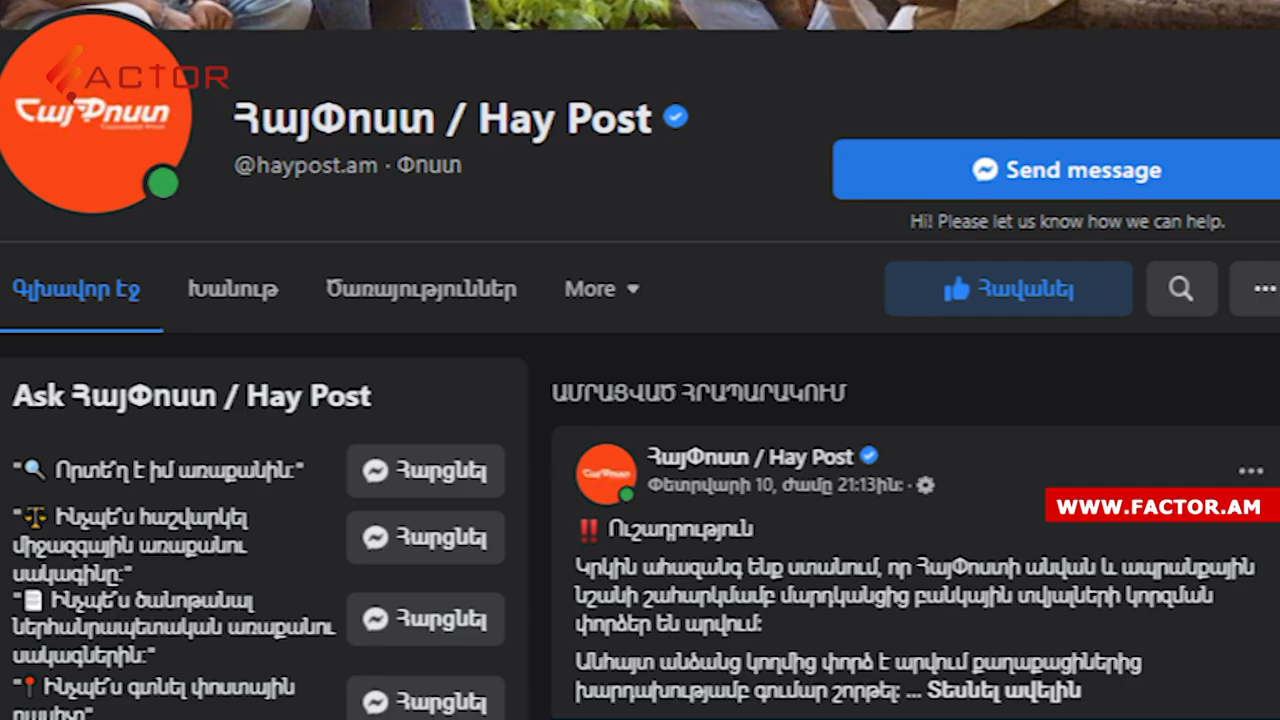 ACTOR
ՀայՓոստ
ՀայՓոստ / Hay Post
@haypost.am · Փոստ
Send message
Hi! Please let us know how we can help.
Գլխավոր էջ
Խանութ
Ծառայություններ
More
Հավանել
Ask ՀայՓոստ / Hay Post
"🔍 Որտե՞ղ է իմ առաքանին:"
Հարցնել
"⚖️ Ինչպե՞ս հաշվարկել
միջազգային առաքանու
սակագինը:"
Հարցնել
"📄 Ինչպե՞ս ծանոթանալ
ներհանրապետական առաքանու
սակագներին:"
Հարցնել
"📍 Ինչպե՞ս գտնել փոստային
Հարցնել
ԱՄՐԱՑՎԱԾ ՀՐԱՊԱՐԱԿՈՒՄ
ՀայՓոստ
ՀայՓոստ / Hay Post
Փետրվարի 10, ժամը 21:13ին: ·
WWW.FACTOR.AM
‼️ Ուշադրություն
Կրկին ահազանգ ենք ստանում, որ ՀայՓոստի անվան և ապրանքային
նշանի շահարկմամբ մարդկանցից բանկային տվյալների կորզման
փորձեր են արվում:
Անհայտ անձանց կողմից փորձ է արվում քաղաքացիներից
խարդախությամբ գումար շորթել: ... Տեսնել ավելին